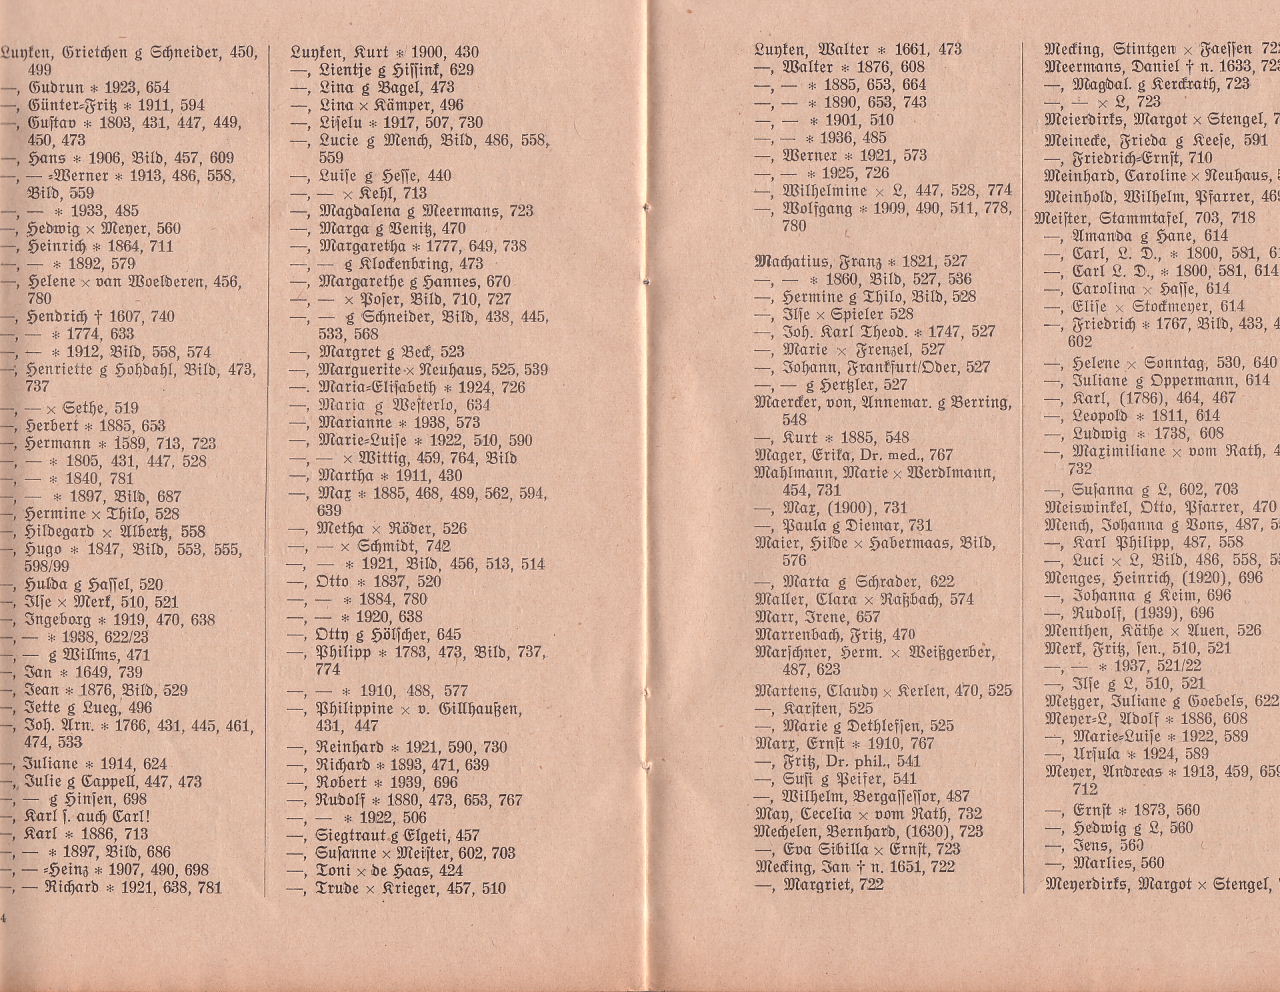 Luyken, Grietchen g Schneider, 450,
499
—, Gudrun * 1923, 654
—, Günter-Fritz * 1911, 594
—, Gustav * 1803, 431, 447, 449,
450, 473
—, Hans * 1906, Bild, 457, 609
—, — -Werner * 1913, 486, 558,
Bild, 559
—, — * 1933, 485
—, Hedwig × Meyer, 560
—, Heinrich * 1864, 711
—, — * 1892, 579
—, Helene × van Woelderen, 456,
780
—, Hendrich † 1607, 740
—, — * 1774, 633
—, — * 1912, Bild, 558, 574
—, Henriette g Hohdahl, Bild, 473,
737
—, — × Sethe, 519
—, Herbert * 1885, 653
—, Hermann * 1589, 713, 723
—, — * 1805, 431, 447, 528
—, — * 1840, 781
—, — * 1897, Bild, 687
—, Hermine × Thilo, 528
—, Hildegard × Albertz, 558
—, Hugo * 1847, Bild, 553, 555,
598/99
—, Hulda g Hassel, 520
—, Ilse × Merk, 510, 521
—, Ingeborg * 1919, 470, 638
—, — * 1938, 622/23
—, — g Willms, 471
—, Jan * 1649, 739
—, Jean * 1876, Bild, 529
—, Jette g Lueg, 496
—, Joh. Arn. * 1766, 431, 445, 461,
474, 533
—, Juliane * 1914, 624
—, Julie g Cappell, 447, 473
—, — g Hinsen, 698
—, Karl s. auch Carl!
—, Karl * 1886, 713
—, — * 1897, Bild, 686
—, — -Heinz * 1907, 490, 698
—, — Richard * 1921, 638, 781
4
Luyken, Kurt * 1900, 430
—, Lientje g Hissink, 629
—, Lina g Bagel, 473
—, Lina × Kämper, 496
—, Liselu * 1917, 507, 730
—, Lucie g Mench, Bild, 486, 558,
559
—, Luise g Hesse, 440
—, — × Kehl, 713
—, Magdalena g Meermans, 723
—, Marga g Venitz, 470
—, Margaretha * 1777, 649, 738
—, — g Klockenbring, 473
—, Margarethe g Hannes, 670
—, — × Poser, Bild, 710, 727
—, — g Schneider, Bild, 438, 445,
533, 568
—, Margret g Beck, 523
—, Marguerite × Neuhaus, 525, 539
—, Maria-Elisabeth * 1924, 726
—, Maria g Westerlo, 634
—, Marianne * 1938, 573
—, Marie-Luise * 1922, 510, 590
—, — × Wittig, 459, 764, Bild
—, Martha * 1911, 430
—, Max * 1885, 468, 489, 562, 594,
639
—, Metha × Röder, 526
—, — × Schmidt, 742
—, — * 1921, Bild, 456, 513, 514
—, Otto * 1837, 520
—, — * 1884, 780
—, — * 1920, 638
—, Otty g Hölscher, 645
—, Philipp * 1783, 473, Bild, 737,
774
—, — * 1910, 488, 577
—, Philippine × v. Gillhaußen,
431, 447
—, Reinhard * 1921, 590, 730
—, Richard * 1893, 471, 639
—, Robert * 1939, 696
—, Rudolf * 1880, 473, 653, 767
—, — * 1922, 506
—, Siegtraut g Elgeti, 457
—, Susanne × Meister, 602, 703
—, Toni × de Haas, 424
—, Trude × Krieger, 457, 510
Luyken, Walter * 1661, 473
—, Walter * 1876, 608
—, — * 1885, 653, 664
—, — * 1890, 653, 743
—, — * 1901, 510
—, — * 1936, 485
—, Werner * 1921, 573
—, — * 1925, 726
—, Wilhelmine × L, 447, 528, 774
—, Wolfgang * 1909, 490, 511, 778,
780
Machatius, Franz * 1821, 527
—, — * 1860, Bild, 527, 536
—, Hermine g Thilo, Bild, 528
—, Ilse × Spieler 528
—, Joh. Karl Theod. * 1747, 527
—, Marie × Frenzel, 527
—, Johann, Frankfurt/Oder, 527
—, — g Hertzler, 527
Maercker, von, Annemar. g Berring,
548
—, Kurt * 1885, 548
Mager, Erika, Dr. med., 767
Mahlmann, Marie × Werdlmann,
454, 731
—, Max, (1900), 731
—, Paula g Diemar, 731
Maier, Hilde × Habermaas, Bild,
576
—, Marta g Schrader, 622
Maller, Clara × Raßbach, 574
Marr, Irene, 657
Marrenbach, Fritz, 470
Marschner, Herm. × Weißgerber,
487, 623
Martens, Claudy × Kerlen, 470, 525
—, Karsten, 525
—, Marie g Dethlefsen, 525
Marx, Ernst * 1910, 767
—, Fritz, Dr. phil., 541
—, Susi g Peifer, 541
—, Wilhelm, Bergassessor, 487
May, Cecelia × vom Rath, 732
Mechelen, Bernhard, (1630), 723
—, Eva Sibilla × Ernst, 723
Mecking, Jan † n. 1651, 722
—, Margriet, 722
Mecking, Stintgen × Faessen 722
Meermans, Daniel † n. 1633, 723
—, Magdal. g Kerckrath, 723
—, — × L, 723
Meierdirks, Margot × Stengel, 7
Meinecke, Frieda g Keese, 591
—, Friedrich-Ernst, 710
Meinhard, Caroline × Neuhaus,
Meinhold, Wilhelm, Pfarrer, 469
Meister, Stammtafel, 703, 718
—, Amanda g Hane, 614
—, Carl, L. D., * 1800, 581, 61
—, Carl L. D., * 1800, 581, 614
—, Carolina × Hasse, 614
—, Elise × Stockmeyer, 614
—, Friedrich * 1767, Bild, 433, 4
602
—, Helene × Sonntag, 530, 640
—, Juliane g Oppermann, 614
—, Karl, (1786), 464, 467
—, Leopold * 1811, 614
—, Ludwig * 1738, 608
—, Maximiliane × vom Rath, 4
732
—, Susanna g L, 602, 703
Meiswinkel, Otto, Pfarrer, 470
Mench, Johanna g Pons, 487, 5
—, Karl Philipp, 487, 558
—, Luci × L, Bild, 486, 558, 55
Menges, Heinrich, (1920), 696
—, Johanna g Keim, 696
—, Rudolf, (1939), 696
Menthen, Käthe × Auen, 526
Merk, Fritz, sen., 510, 521
—, — * 1937, 521/22
—, Ilse g L, 510, 521
Metzger, Juliane g Goebels, 622
Meyer-L, Adolf * 1886, 608
—, Marie-Luise * 1922, 589
—, Ursula * 1924, 589
Meyer, Andreas * 1913, 459, 659
712
—, Ernst * 1873, 560
—, Hedwig g L, 560
—, Jens, 560
—, Marlies, 560
Meyerdirks, Margot × Stengel,